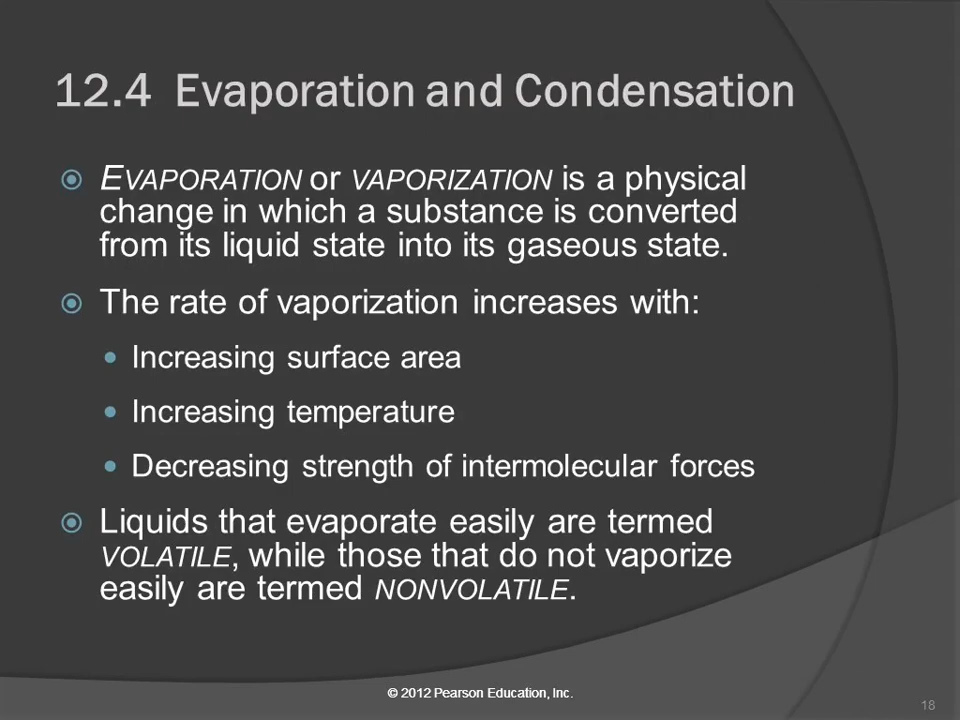 12.4 Evaporation and Condensation
EVAPORATION or VAPORIZATION is a physical
change in which a substance is converted
from its liquid state into its gaseous state.
The rate of vaporization increases with:
Increasing surface area
Increasing temperature
Decreasing strength of intermolecular forces
Liquids that evaporate easily are termed
VOLATILE, while those that do not vaporize
easily are termed NONVOLATILE.
© 2012 Pearson Education, Inc.
18